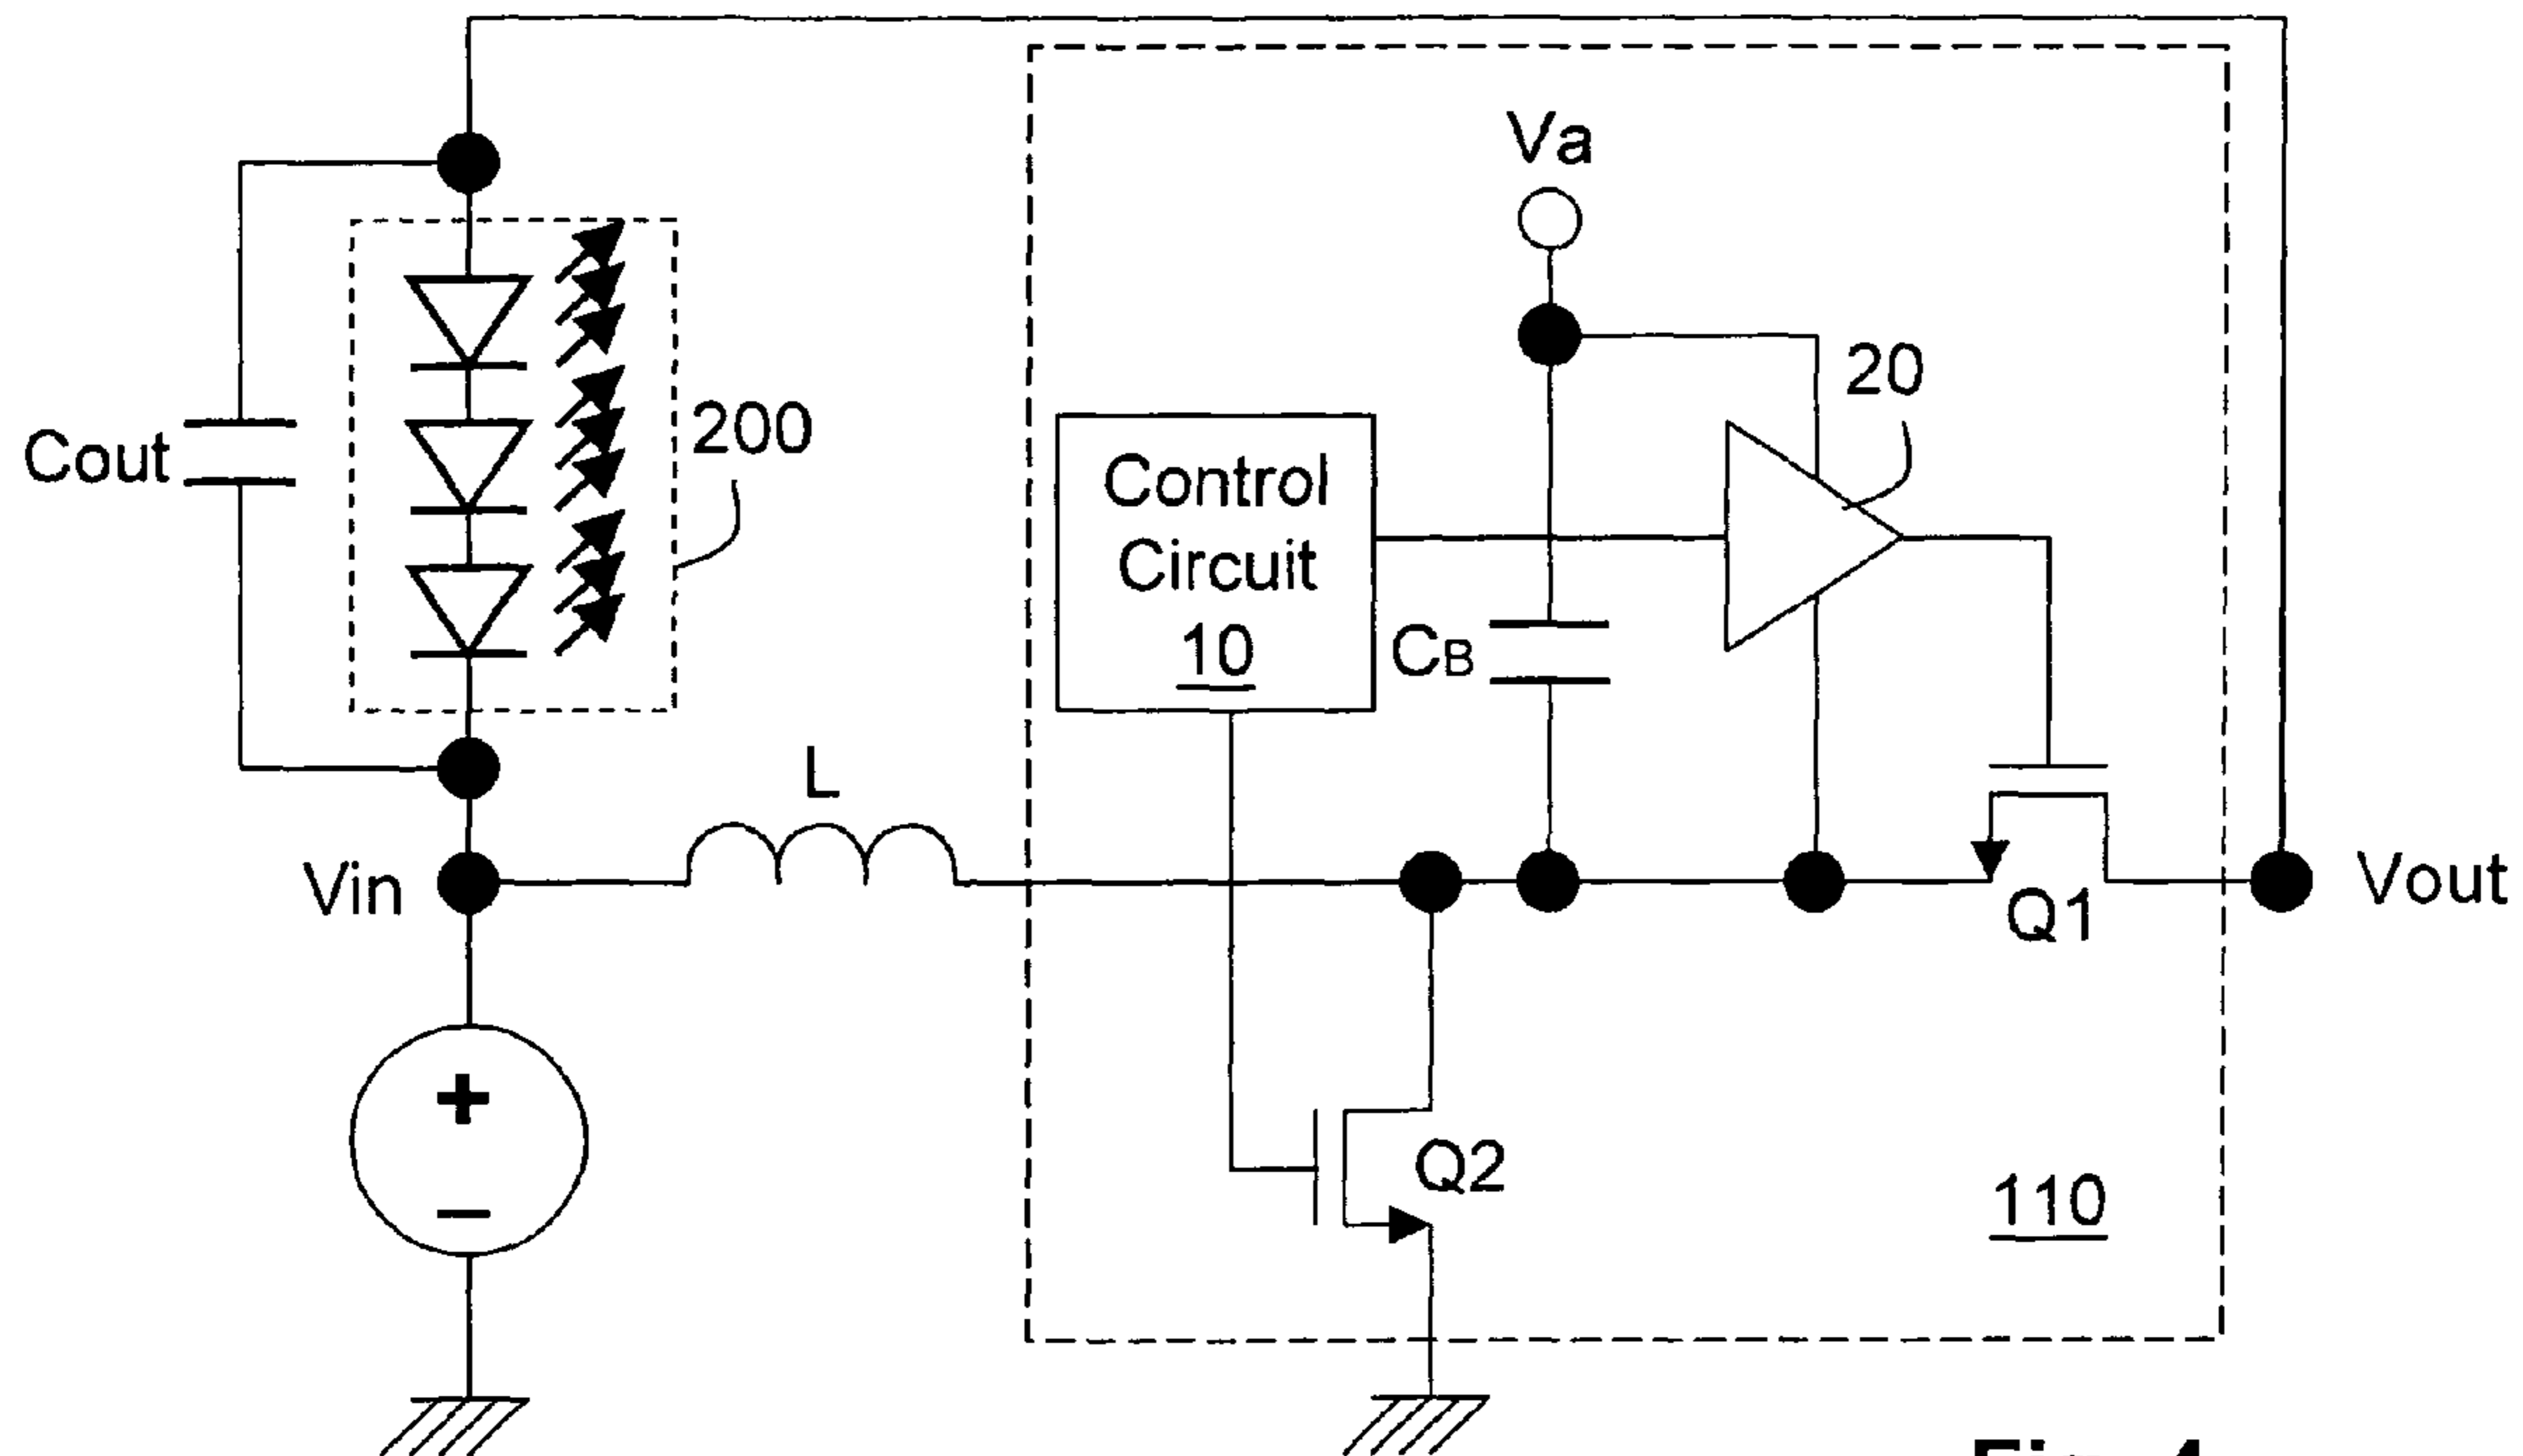 Va
20
200
Cout
Control
Circuit
10
CB
L
Vin
Vout
Q1
Q2
110
+
−